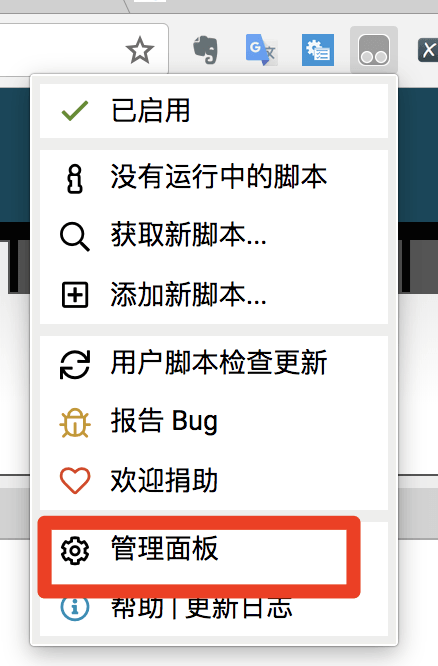 已启用
没有运行中的脚本
获取新脚本...
添加新脚本...
用户脚本检查更新
报告 Bug
欢迎捐助
管理面板
帮助 | 更新日志